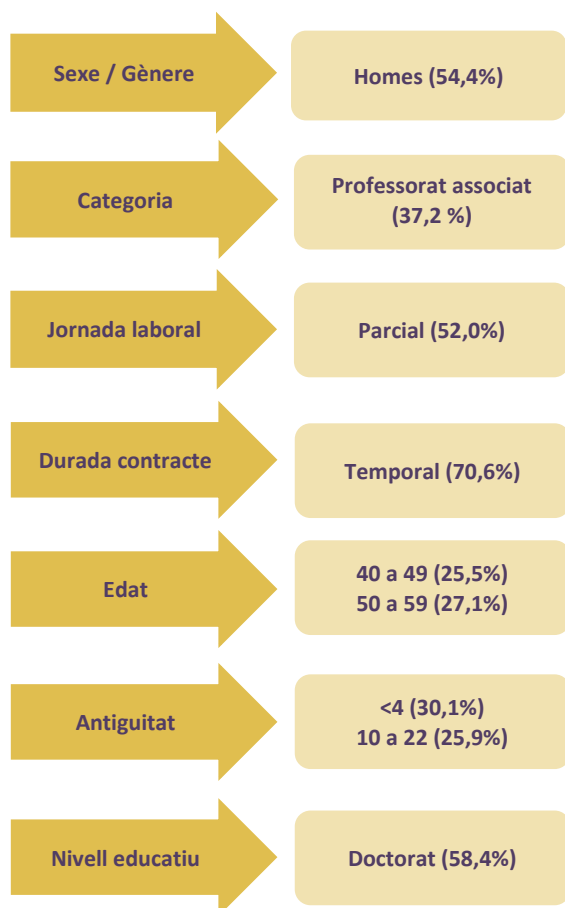 Sexe / Gènere
Homes (54,4%)
Categoria
Professorat associat
(37,2 %)
Jornada laboral
Parcial (52,0%)
Durada contracte
Temporal (70,6%)
Edat
40 a 49 (25,5%)
50 a 59 (27,1%)
Antiguitat
<4 (30,1%)
10 a 22 (25,9%)
Nivell educatiu
Doctorat (58,4%)